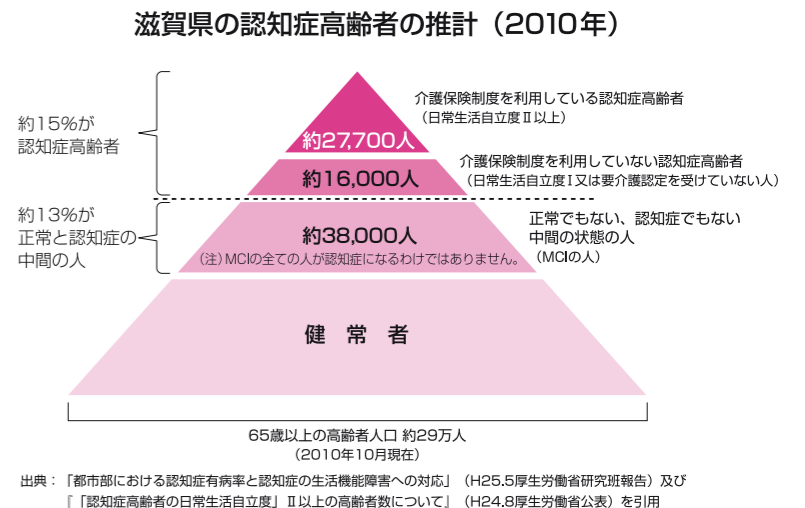 滋賀県の認知症高齢者の推計（2010年）
約15%が
認知症高齢者
約27,700人
介護保険制度を利用している認知症高齢者
（日常生活自立度Ⅱ以上）
約16,000人
介護保険制度を利用していない認知症高齢者
（日常生活自立度Ⅰ又は要介護認定を受けていない人）
約13%が
正常と認知症の
中間の人
約38,000人
（注）MCIの全ての人が認知症になるわけではありません。
正常でもない、認知症でもない
中間の状態の人
（MCIの人）
健常者
65歳以上の高齢者人口 約29万人
（2010年10月現在）
出典：「都市部における認知症有病率と認知症の生活機能障害への対応」（H25.5厚生労働省研究班報告）及び
『「認知症高齢者の日常生活自立度」Ⅱ以上の高齢者数について』（H24.8厚生労働省公表）を引用